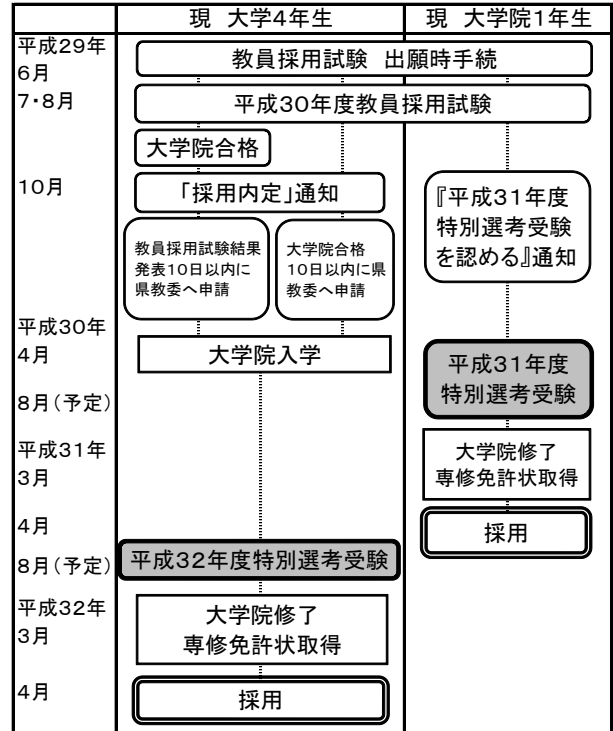 現 大学4年生
現 大学院1年生
平成29年
6月
教員採用試験 出願時手続
7・8月
平成30年度教員採用試験
大学院合格
10月
「採用内定」通知
『平成31年度
特別選考受験
を認める』通知
教員採用試験結果
発表10日以内に
県教委へ申請
大学院合格
10日以内に県
教委へ申請
平成30年
4月
大学院入学
平成31年度
特別選考受験
8月(予定)
平成31年
3月
大学院修了
専修免許状取得
4月
採用
8月(予定)
平成32年度特別選考受験
平成32年
3月
大学院修了
専修免許状取得
4月
採用